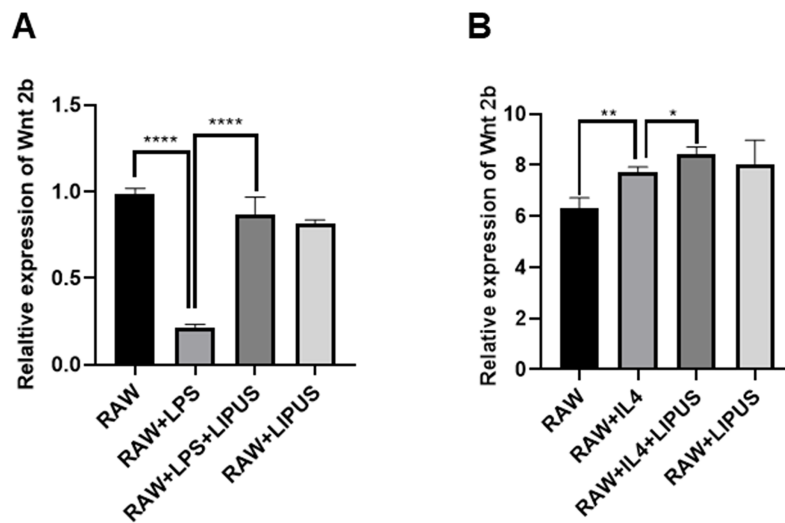 A
Relaltive expression of Wnt 2b
1.5
1.0
0.5
0.0
****
****
RAW
RAW+LPS
RAW+LPS+LIPUS
RAW+LIPUS
B
Relative expression of Wnt 2b
10
8
6
4
2
0
**
*
RAW
RAW+IL4
RAW+IL4+LIPUS
RAW+LIPUS